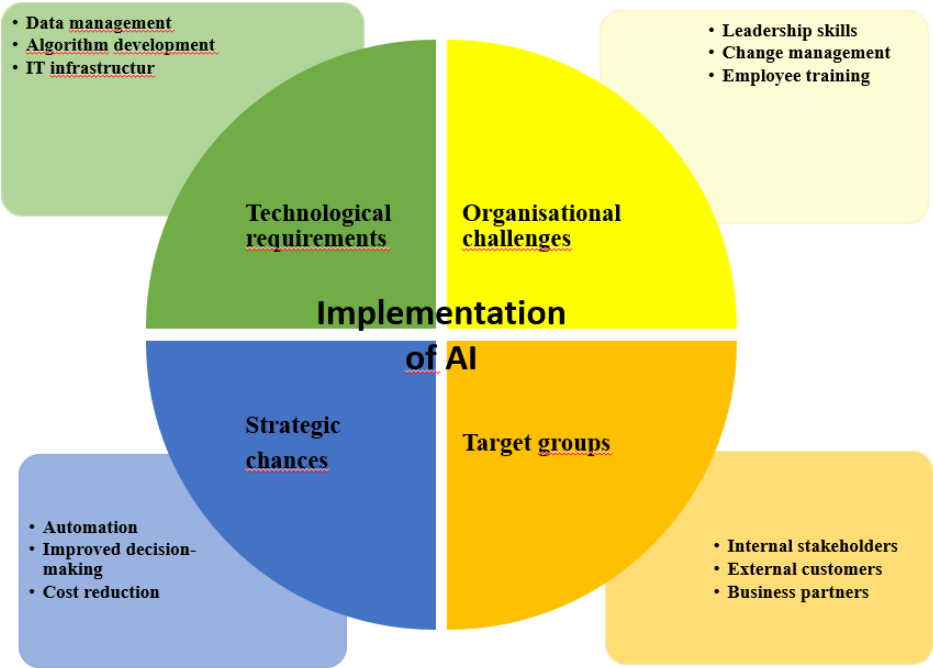 • Data management
• Algorithm development
• IT infrastructur
• Leadership skills
• Change management
• Employee training
Technological
requirements
Organisational
challenges
Implementation
of AI
Strategic
chances
Target groups
• Automation
• Improved decision-
making
• Cost reduction
• Internal stakeholders
• External customers
• Business partners